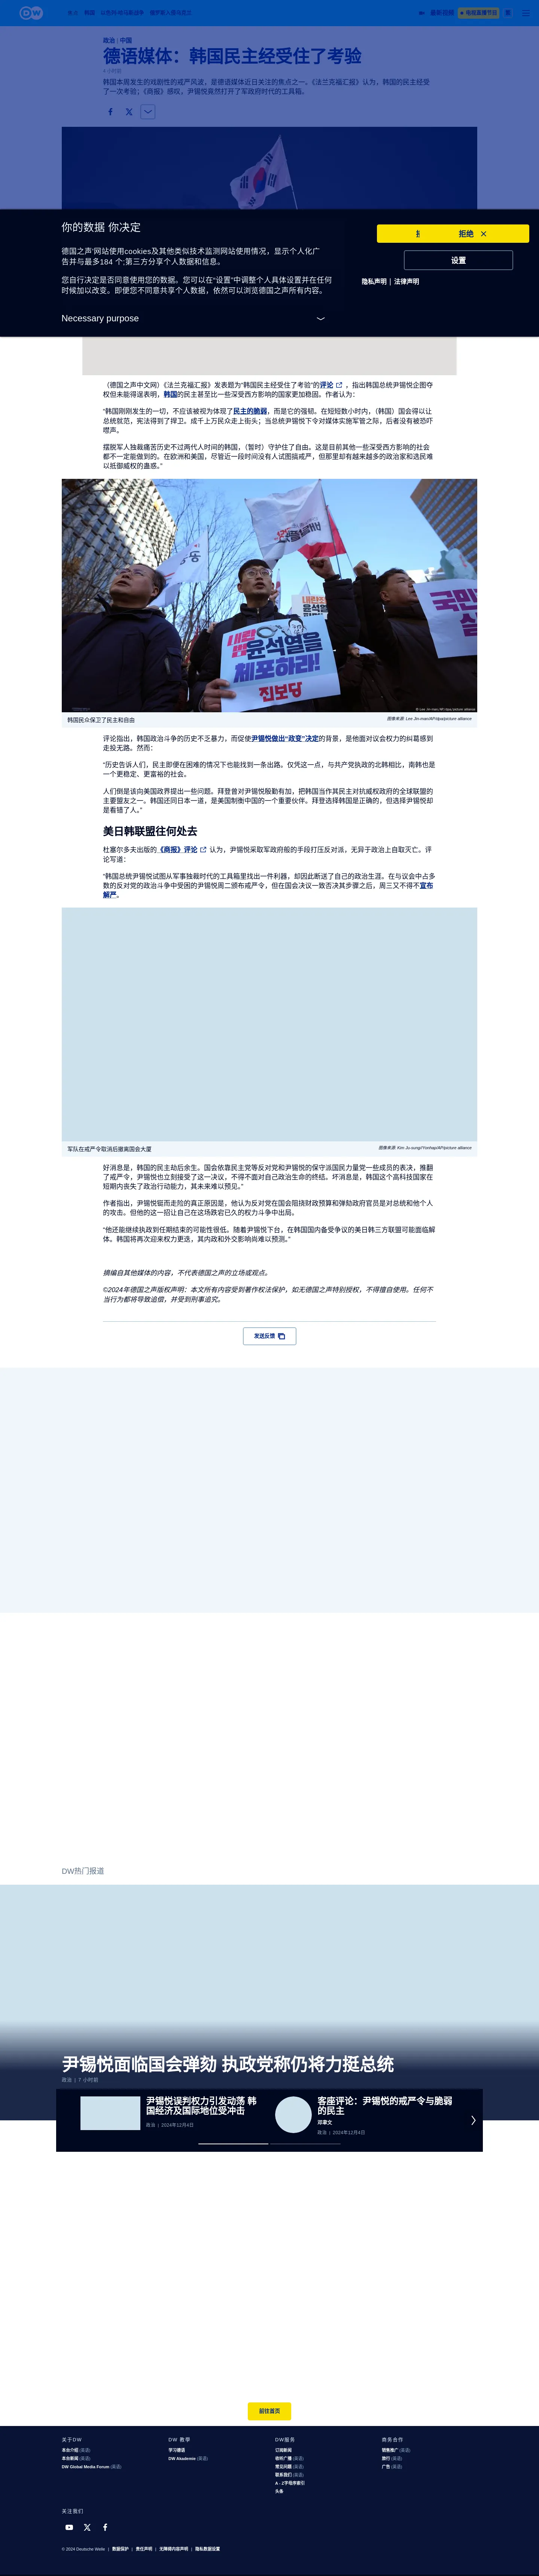 DW
政治 | 中国
德语媒体：韩国民主经受住了考验
4 小时前
韩国本周发生的戏剧性的戒严风波，是德语媒体近日关注的焦点之一。《法兰克福汇报》认为，韩国的民主经受了一次考验；《商报》感叹，尹锡悦竟然打开了军政府时代的工具箱。
你的数据 你决定
德国之声'网站使用cookies及其他类似技术监测网站使用情况，显示个人化广告并与最多184 个;第三方分享个人数据和信息。
您自行决定是否同意使用您的数据。您可以在"设置"中调整个人具体设置并在任何时候加以改变。即使您不同意共享个人数据，依然可以浏览德国之声所有内容。
Necessary purpose
拒绝
设置
隐私声明 | 法律声明
（德国之声中文网）《法兰克福汇报》发表题为"韩国民主经受住了考验"的评论 ，指出韩国总统尹锡悦企图夺权但未能得逞表明，韩国的民主甚至比一些深受西方影响的国家更加稳固。作者认为：
"韩国刚刚发生的一切，不应该被视为体现了民主的脆弱，而是它的强韧。在短短数小时内，（韩国）国会得以让总统就范，宪法得到了捍卫。成千上万民众走上街头；当总统尹锡悦下令对媒体实施军管之际，后者没有被恐吓噤声。
摆脱军人独裁痛苦历史不过两代人时间的韩国，（暂时）守护住了自由。这是目前其他一些深受西方影响的社会都不一定能做到的。在欧洲和美国，尽管近一段时间没有人试图搞戒严，但那里却有越来越多的政治家和选民难以抵御威权的蛊惑。"
내란범
윤석열을
체포하라!
진보당
韩国民众保卫了民主和自由
图像来源: Lee Jin-man/AP/dpa/picture alliance
评论指出，韩国政治斗争的历史不乏暴力，而促使尹锡悦做出"政变"决定的背景，是他面对议会权力的纠葛感到走投无路。然而：
"历史告诉人们，民主即便在困难的情况下也能找到一条出路。仅凭这一点，与共产党执政的北韩相比，南韩也是一个更稳定、更富裕的社会。
人们倒是该向美国政界提出一些问题。拜登曾对尹锡悦殷勤有加，把韩国当作其民主对抗威权政府的全球联盟的主要盟友之一。韩国还同日本一道，是美国制衡中国的一个重要伙伴。拜登选择韩国是正确的，但选择尹锡悦却是看错了人。"
美日韩联盟往何处去
杜塞尔多夫出版的《商报》评论 认为，尹锡悦采取军政府般的手段打压反对派，无异于政治上自取灭亡。评论写道：
"韩国总统尹锡悦试图从军事独裁时代的工具箱里找出一件利器，却因此断送了自己的政治生涯。在与议会中占多数的反对党的政治斗争中受困的尹锡悦周二颁布戒严令，但在国会决议一致否决其步骤之后，周三又不得不宣布解严。
军队在戒严令取消后撤离国会大厦
图像来源: Kim Ju-sung/Yonhap/AP/picture alliance
好消息是，韩国的民主劫后余生。国会依靠民主党等反对党和尹锡悦的保守派国民力量党一些成员的表决，推翻了戒严令，尹锡悦也立刻接受了这一决议，不得不面对自己政治生命的终结。坏消息是，韩国这个高科技国家在短期内丧失了政治行动能力，其未来难以预见。"
作者指出，尹锡悦铤而走险的真正原因是，他认为反对党在国会阻挠财政预算和弹劾政府官员是对总统和他个人的攻击。但他的这一招让自己在这场跌宕已久的权力斗争中出局。
"他还能继续执政到任期结束的可能性很低。随着尹锡悦下台，在韩国国内备受争议的美日韩三方联盟可能面临解体。韩国将再次迎来权力更迭，其内政和外交影响尚难以预测。"
摘编自其他媒体的内容，不代表德国之声的立场或观点。
©2024年德国之声版权声明：本文所有内容受到著作权法保护，如无德国之声特别授权，不得擅自使用。任何不当行为都将导致追偿，并受到刑事追究。
发送反馈
DW热门报道
尹锡悦面临国会弹劾 执政党称仍将力挺总统
政治 | 7 小时前
尹锡悦误判权力引发动荡 韩国经济及国际地位受冲击
政治 | 2024年12月4日
客座评论：尹锡悦的戒严令与脆弱的民主
邓聿文
政治 | 2024年12月4日
前往首页
关于DW
本台介绍 (英语)
本台新闻 (英语)
DW Global Media Forum (英语)
DW 教学
学习德语
DW Akademie (英语)
DW服务
订阅新闻
收听广播 (英语)
常见问题 (英语)
联系我们 (英语)
A - Z字母序索引
头条
商务合作
销售推广 (英语)
旅行 (英语)
广告 (英语)
关注我们
© 2024 Deutsche Welle | 数据保护 | 责任声明 | 无障碍内容声明 | 隐私数据设置